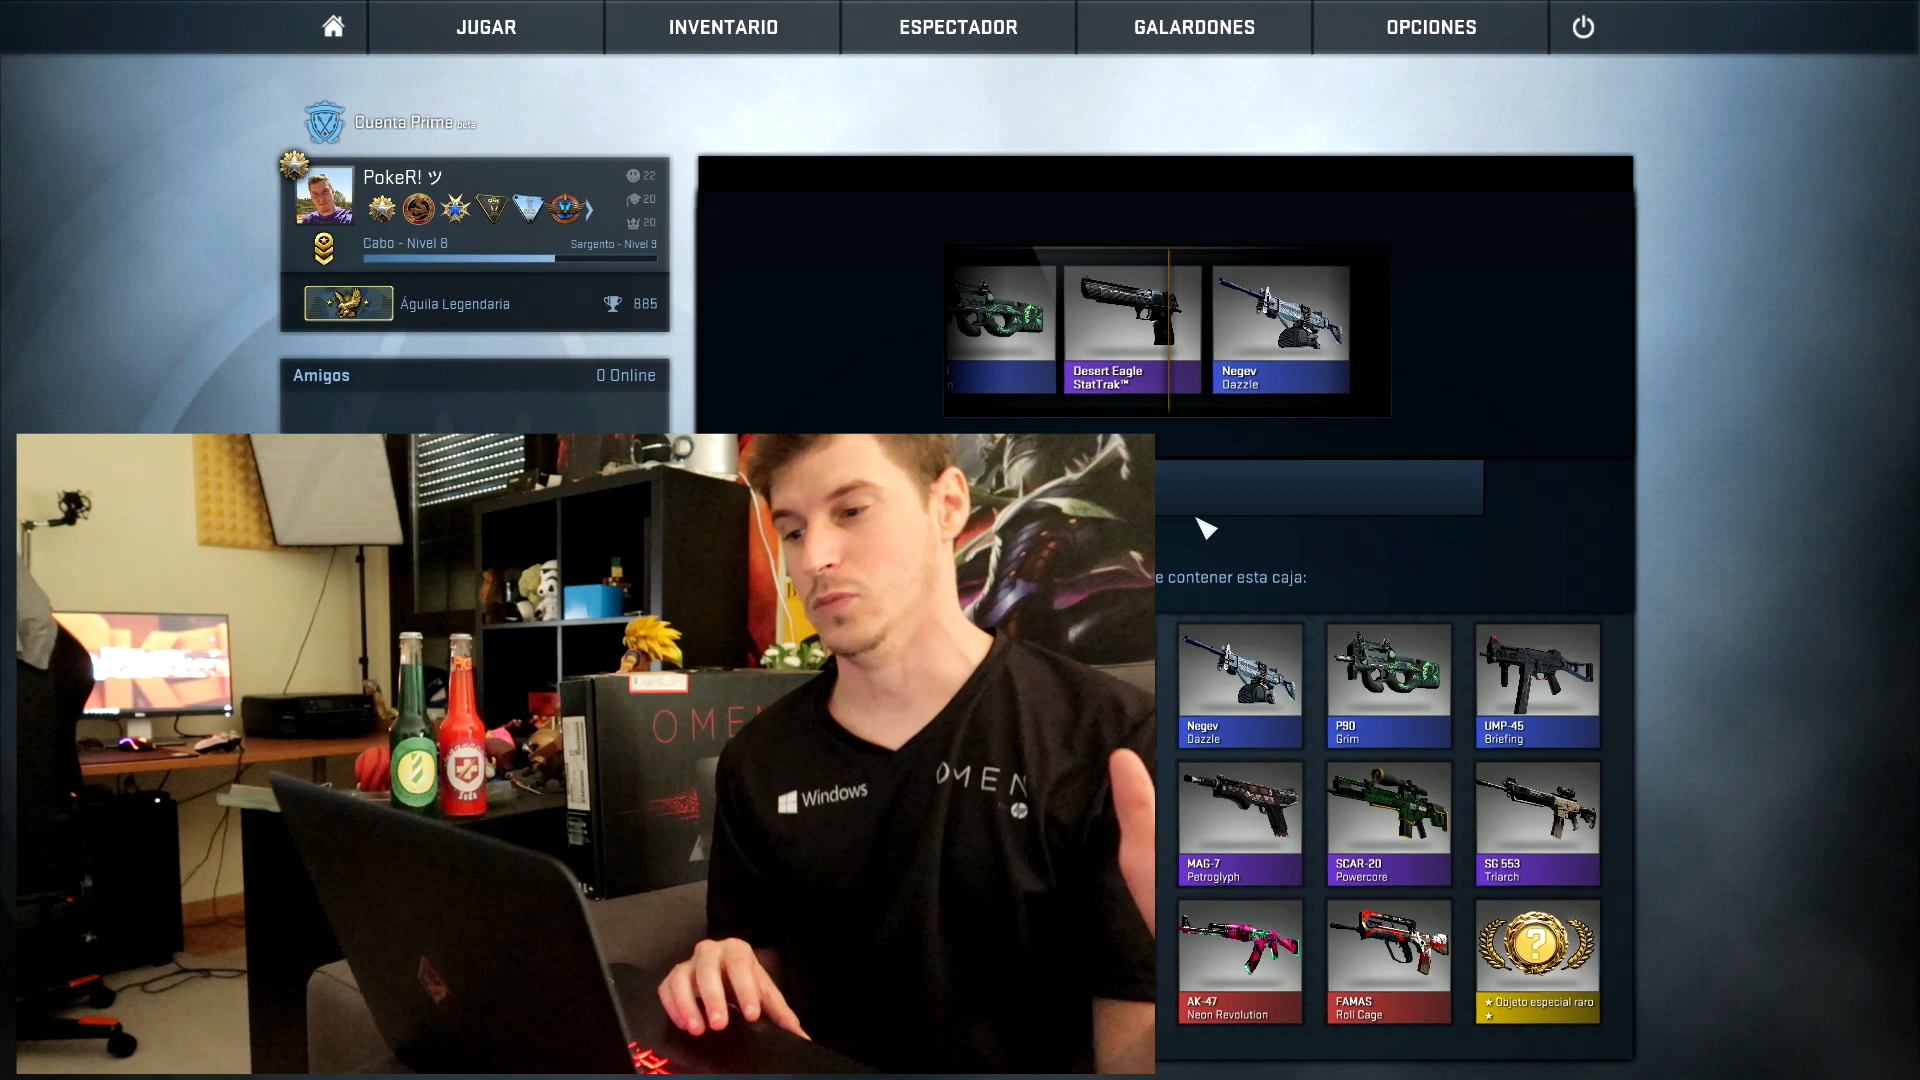 JUGAR
INVENTARIO
ESPECTADOR
GALARDONES
OPCIONES
Cuenta Prime beta
PokeR! ツ
22
20
20
Cabo - Nivel 8
Sargento - Nivel 9
Águila Legendaria
885
Amigos
0 Online
Desert Eagle
StatTrak™
Negev
Dazzle
e contener esta caja:
Negev
Dazzle
P90
Grim
UMP-45
Briefing
MAG-7
Petroglyph
SCAR-20
Powercore
SG 553
Triarch
AK-47
Neon Revolution
FAMAS
Roll Cage
★ Objeto especial raro
★
OMEN
Windows
OMEN
hp